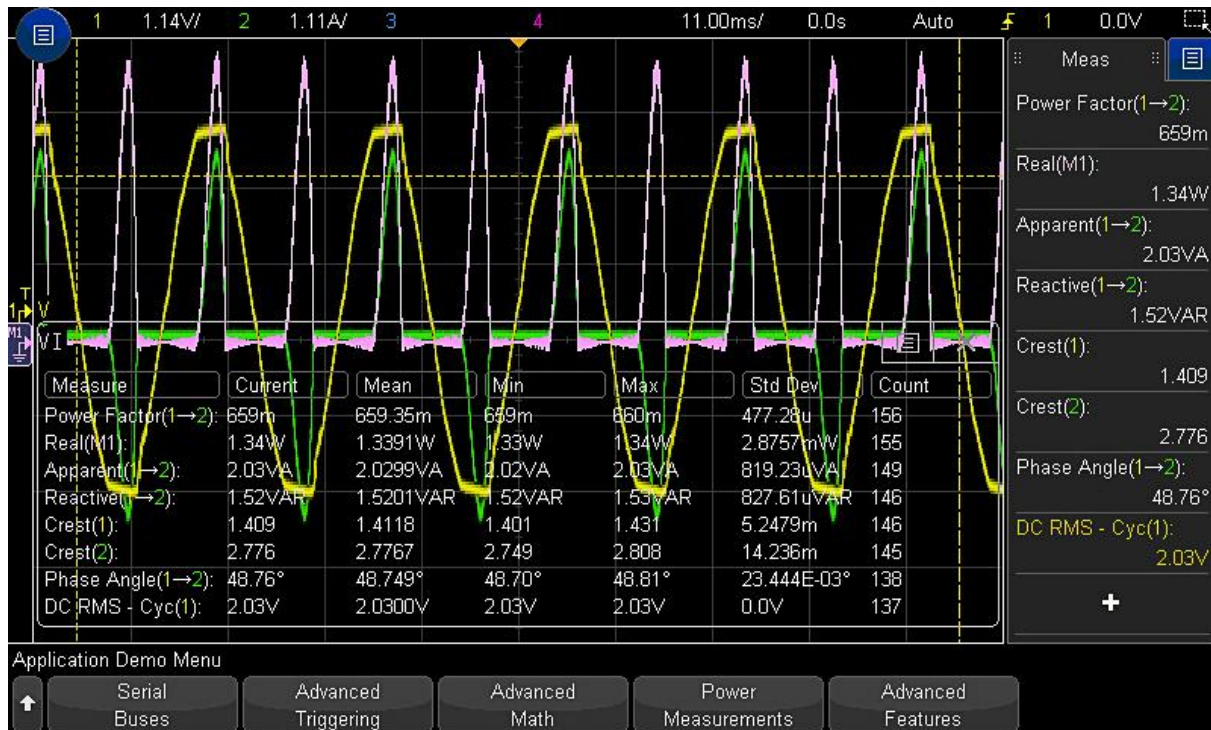 1 1.14V/ 2 1.11A/ 3 4 11.00ms/ 0.0s Auto 1 0.0V
Meas
Power Factor(1→2):
659m
Real(M1):
1.34W
Apparent(1→2):
2.03VA
Reactive(1→2):
1.52VAR
Crest(1):
1.409
Crest(2):
2.776
Phase Angle(1→2):
48.76°
DC RMS - Cyc(1):
2.03V
+
T
1 V
M1 VI
Measure Current Mean Min Max Std Dev Count
Power Factor(1→2): 659m 659.35m 659m 660m 477.28u 156
Real(M1): 1.34W 1.3391W 1.33W 1.34W 2.8757mW 155
Apparent(1→2): 2.03VA 2.0299VA 2.02VA 2.03VA 819.23uVA 149
Reactive(1→2): 1.52VAR 1.5201VAR 1.52VAR 1.53VAR 827.61uVAR 146
Crest(1): 1.409 1.4118 1.401 1.431 5.2479m 146
Crest(2): 2.776 2.7767 2.749 2.808 14.236m 145
Phase Angle(1→2): 48.76° 48.749° 48.70° 48.81° 23.444E-03° 138
DC RMS - Cyc(1): 2.03V 2.0300V 2.03V 2.03V 0.0V 137
Application Demo Menu
Serial
Buses
Advanced
Triggering
Advanced
Math
Power
Measurements
Advanced
Features